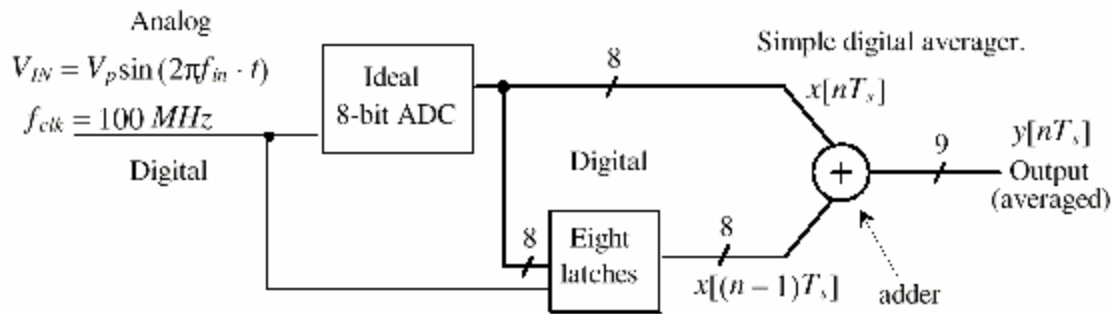 Analog
V_IN = V_p sin (2πf_in · t)
f_clk = 100 MHz
Digital
Ideal
8-bit ADC
8
Simple digital averager.
x[nT_s]
Digital
8
Eight
latches
8
x[(n − 1)T_s]
+
9
y[nT_s]
Output
(averaged)
adder